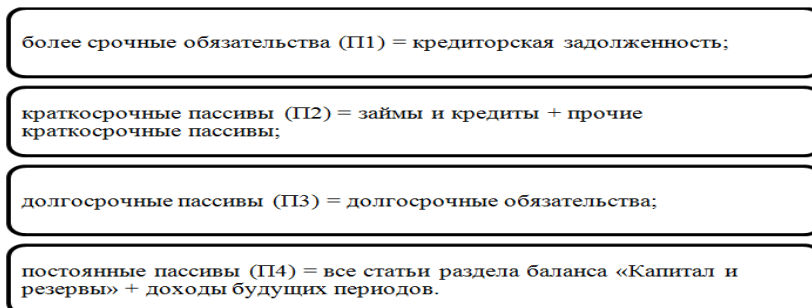 более срочные обязательства (П1) = кредиторская задолженность;
краткосрочные пассивы (П2) = займы и кредиты + прочие
краткосрочные пассивы;
долгосрочные пассивы (П3) = долгосрочные обязательства;
постоянные пассивы (П4) = все статьи раздела баланса «Капитал и
резервы» + доходы будущих периодов.